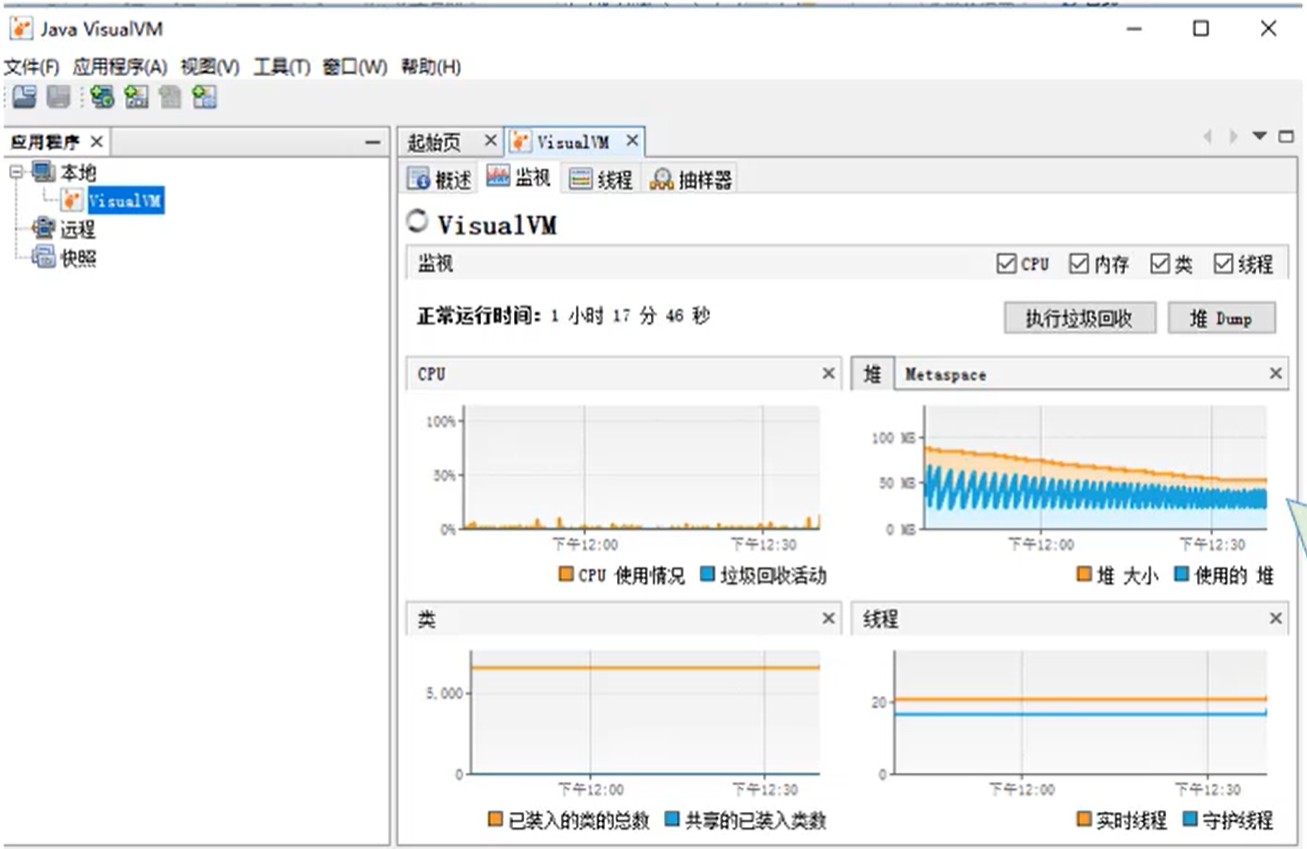 Java VisualVM
文件(F) 应用程序(A) 视图(V) 工具(T) 窗口(W) 帮助(H)
应用程序
起始页 VisualVM
本地
VisualVM
远程
快照
概述 监视 线程 抽样器
VisualVM
监视 CPU 内存 类 线程
正常运行时间: 1 小时 17 分 46 秒
执行垃圾回收 堆 Dump
CPU
100%
50%
0%
下午12:00 下午12:30
CPU 使用情况 垃圾回收活动
堆 Metaspace
100 MB
50 MB
0 MB
下午12:00 下午12:30
堆 大小 使用的 堆
类
5,000
0
下午12:00 下午12:30
已装入的类的总数 共享的已装入类数
线程
20
0
下午12:00 下午12:30
实时线程 守护线程